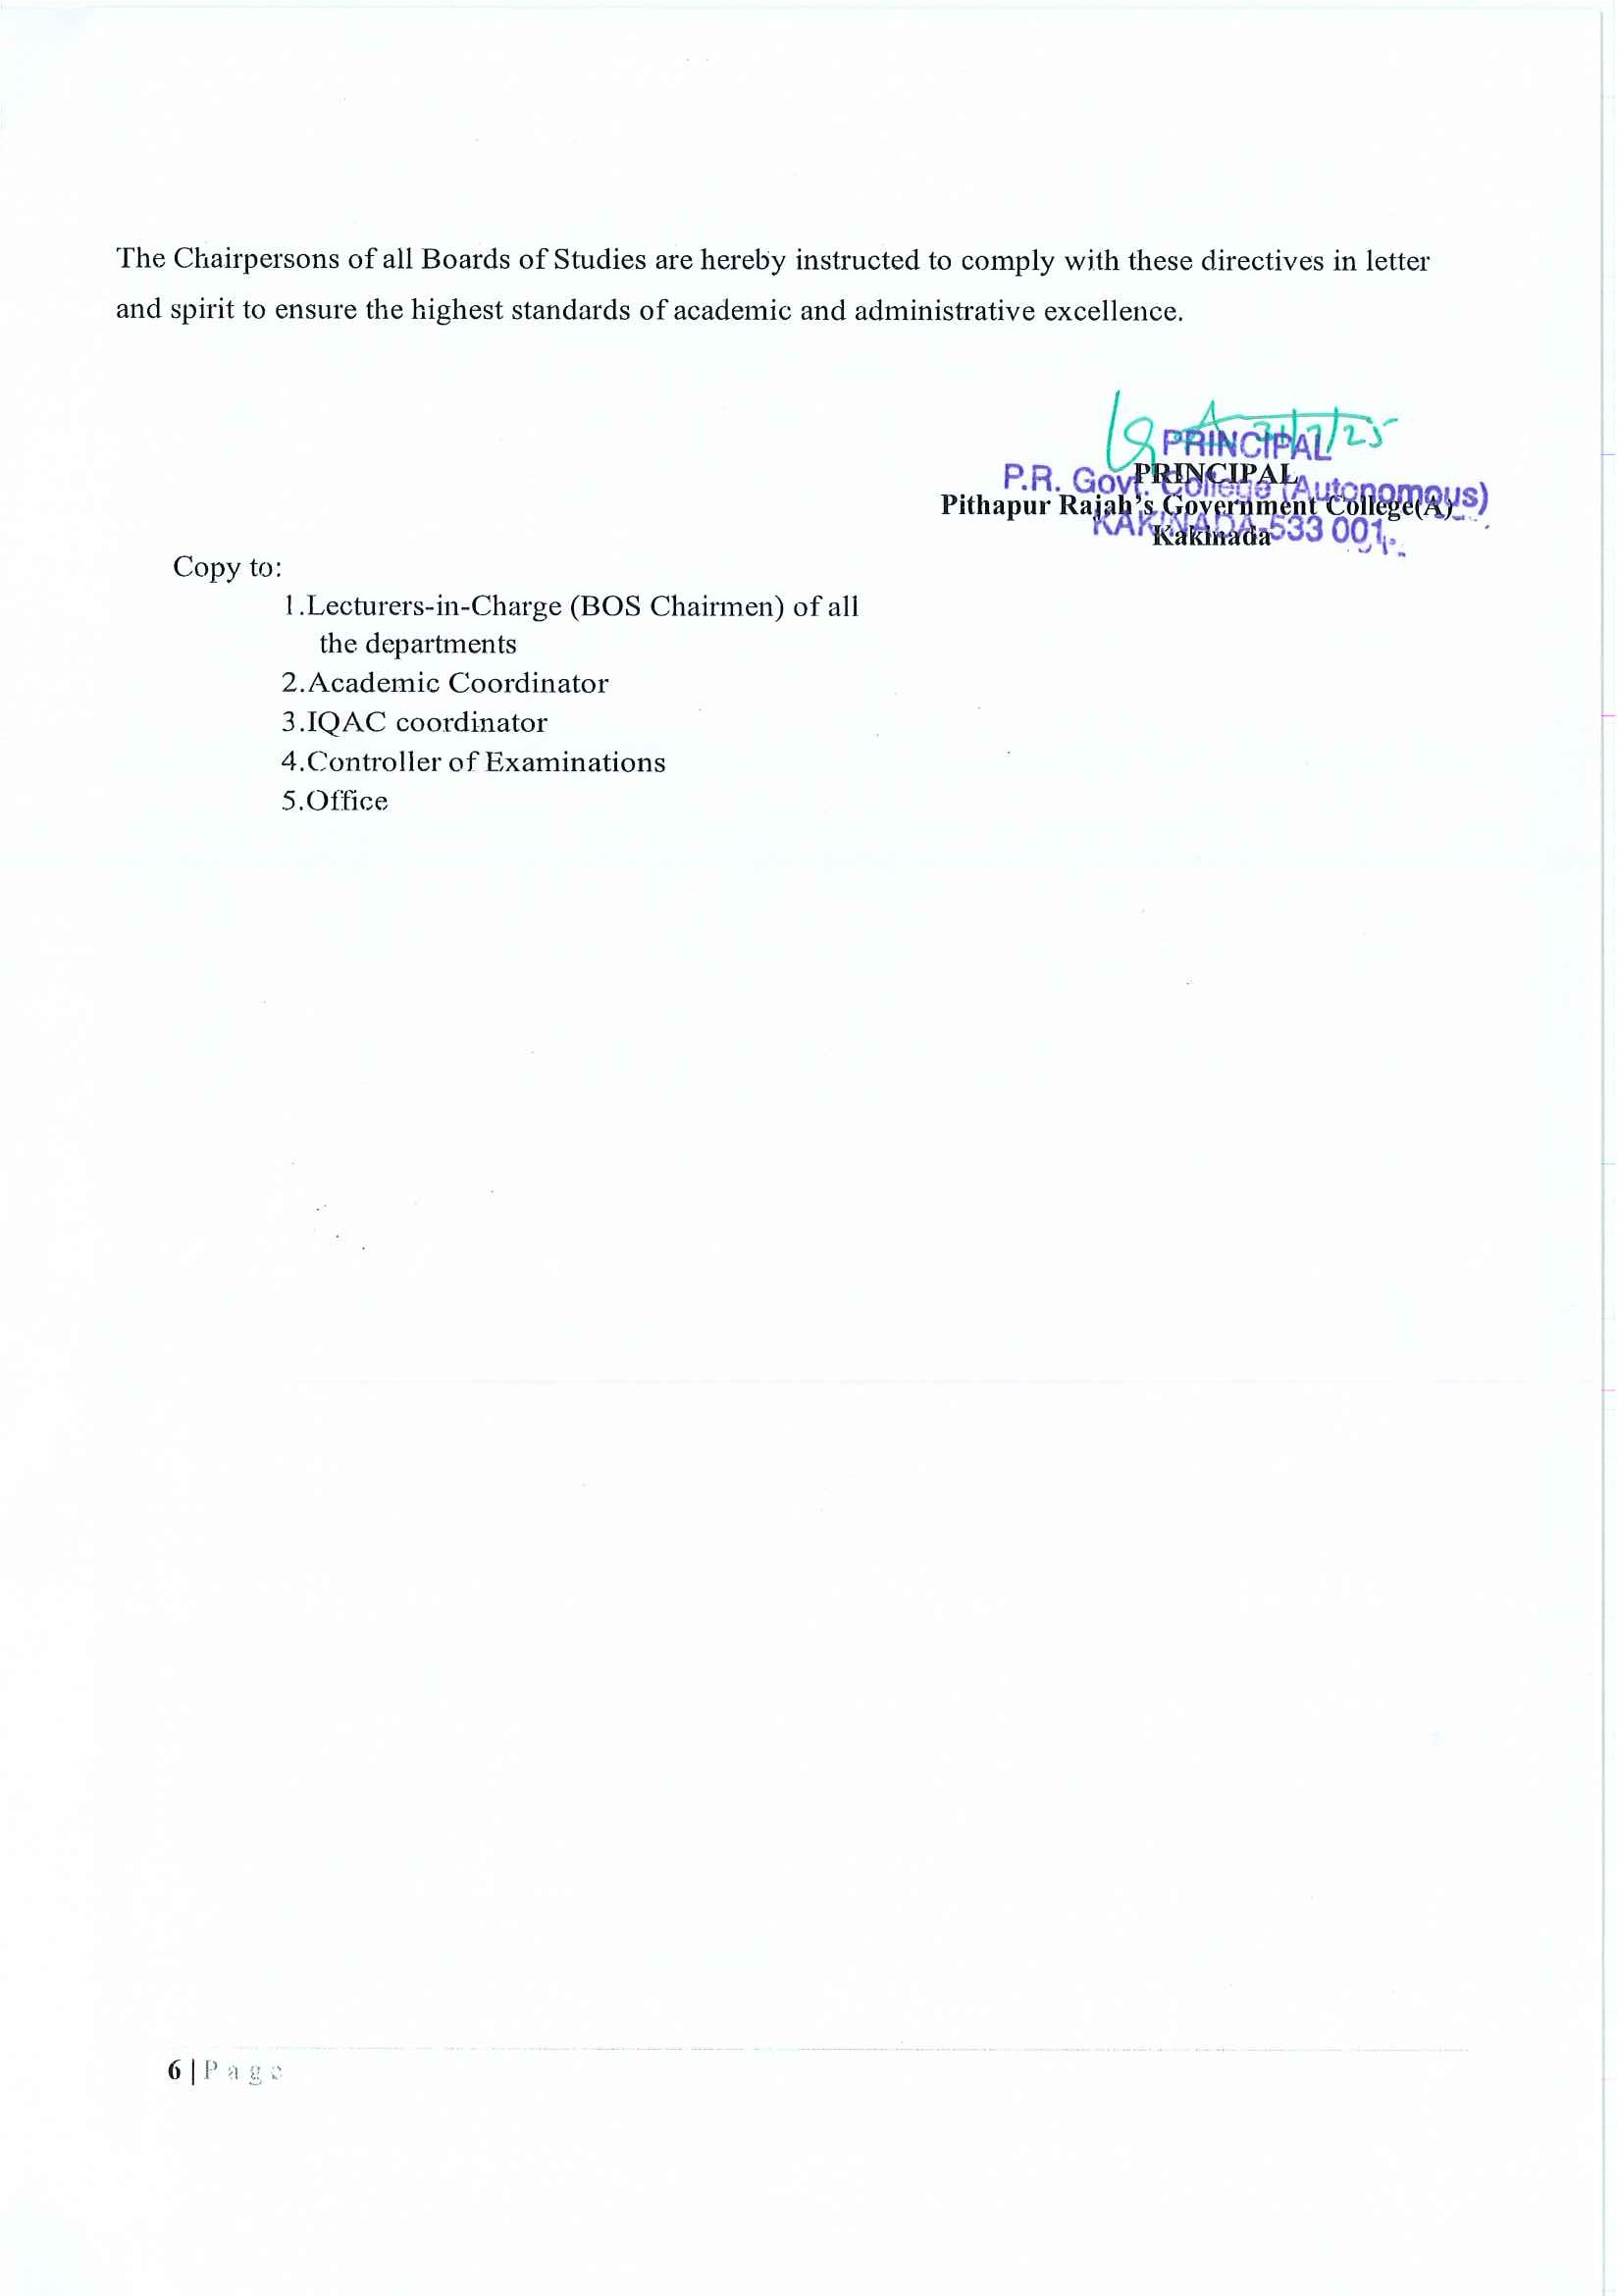 The Chairpersons of all Boards of Studies are hereby instructed to comply with these directives in letter
and spirit to ensure the highest standards of academic and administrative excellence.
PRINCIPAL
P.R. Govt. College (Autonomous)
KAKINADA-533 001.
PRINCIPAL
Pithapur Rajah's Government College(A)
Kakinada
Copy to:
1.Lecturers-in-Charge (BOS Chairmen) of all
the departments
2.Academic Coordinator
3.IQAC coordinator
4.Controller of Examinations
5.Office
6|Page